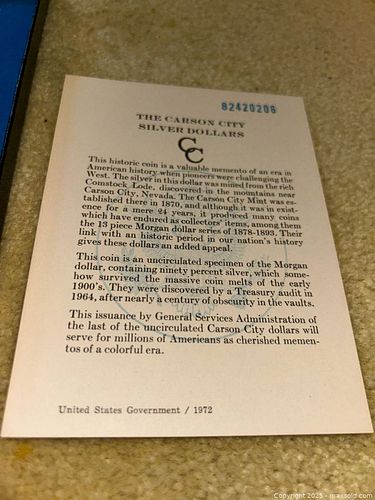 82420206
THE CARSON CITY
SILVER DOLLARS
CC
This historic coin is a valuable memento of an era in
American history when pioneers were challenging the
West. The silver in this dollar was mined from the rich
Comstock Lode, discovered in the mountains near
Carson City, Nevada. The Carson City Mint was es-
tablished there in 1870, and although it was in exist-
ence for a mere 24 years, it produced many coins
which have endured as collectors' items, among them
the 13 piece Morgan dollar series of 1878-1893. Their
link with an historic period in our nation's history
gives these dollars an added appeal.
This coin is an uncirculated specimen of the Morgan
dollar, containing ninety percent silver, which some-
how survived the massive coin melts of the early
1900's. They were discovered by a Treasury audit in
1964, after nearly a century of obscurity in the vaults.
This issuance by General Services Administration of
the last of the uncirculated Carson City dollars will
serve for millions of Americans as cherished memen-
tos of a colorful era.
United States Government / 1972
Copyright 2025 - maxsold.com